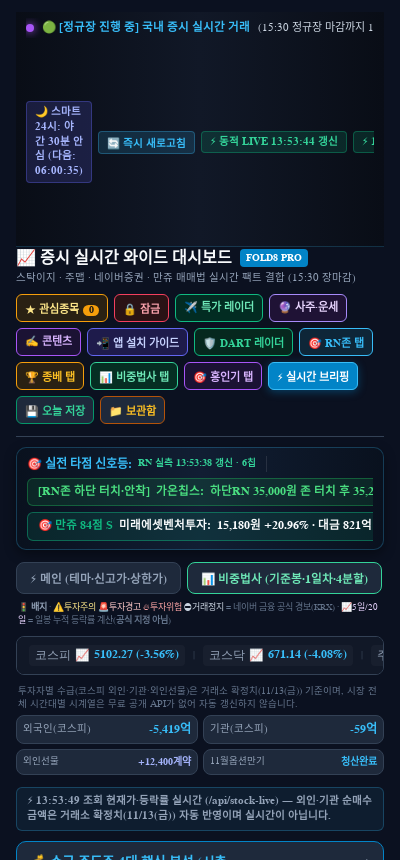 🟢 [정규장 진행 중] 국내 증시 실시간 거래 (15:30 정규장 마감까지 1
🌙 스마트 24시: 야간 30분 안심 (다음: 06:00:35)
🔄 즉시 새로고침
⚡ 동적 LIVE 13:53:44 갱신
📈 증시 실시간 와이드 대시보드 FOLD8 PRO
스탁이지 · 주맵 · 네이버증권 · 만쥬 매매법 실시간 팩트 결합 (15:30 장마감)
★ 관심종목 0 🔒 잠금 ✈️ 특가 레이더 🔮 사주·운세
✍️ 콘텐츠 📲 앱 설치 가이드 🛡️ DART 레이더 🎯 RN존 탭
🏆 종베 탭 📊 비중법사 탭 🎯 홍인기 탭 ⚡ 실시간 브리핑
💾 오늘 저장 📁 보관함
🎯 실전 타점 신호등: RN 실측 13:53:38 갱신 · 6칩
[RN존 하단 터치·안착] 가온칩스: 하단RN 35,000원 존 터치 후 35,2
🎯 만쥬 84점 S 미래에셋벤처투자: 15,180원 +20.96% · 대금 821억
⚡ 메인 (테마·신고가·상한가) 📊 비중법사 (기준봉·1일차·4분할)
🚦 배지 · ⚠️투자주의 🚨투자경고 투자위험 ⛔거래정지 = 네이버 금융 공식 경보(KRX) · 📈5일/20일 = 일봉 누적 등락률 계산(공식 지정 아님)
코스피 📈 5102.27 (-3.56%) | 코스닥 📈 671.14 (-4.08%) |
투자자별 수급(코스피 외인·기관·외인선물)은 거래소 확정치(11/13(금)) 기준이며, 시장 전체 시간대별 시계열은 무료 공개 API가 없어 자동 갱신하지 않습니다.
외국인(코스피) -5,419억 기관(코스피) -59억
외인선물 +12,400계약 11월옵션만기 청산완료
⚡ 13:53:49 조회 현재가·등락률 실시간 (/api/stock-live) — 외인·기관 순매수 금액은 거래소 확정치(11/13(금)) 자동 반영이며 실시간이 아닙니다.